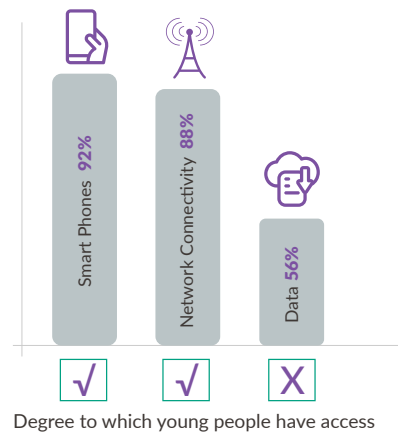 Smart Phones 92%
Network Connectivity 88%
Data 56%
√ √ X
Degree to which young people have access